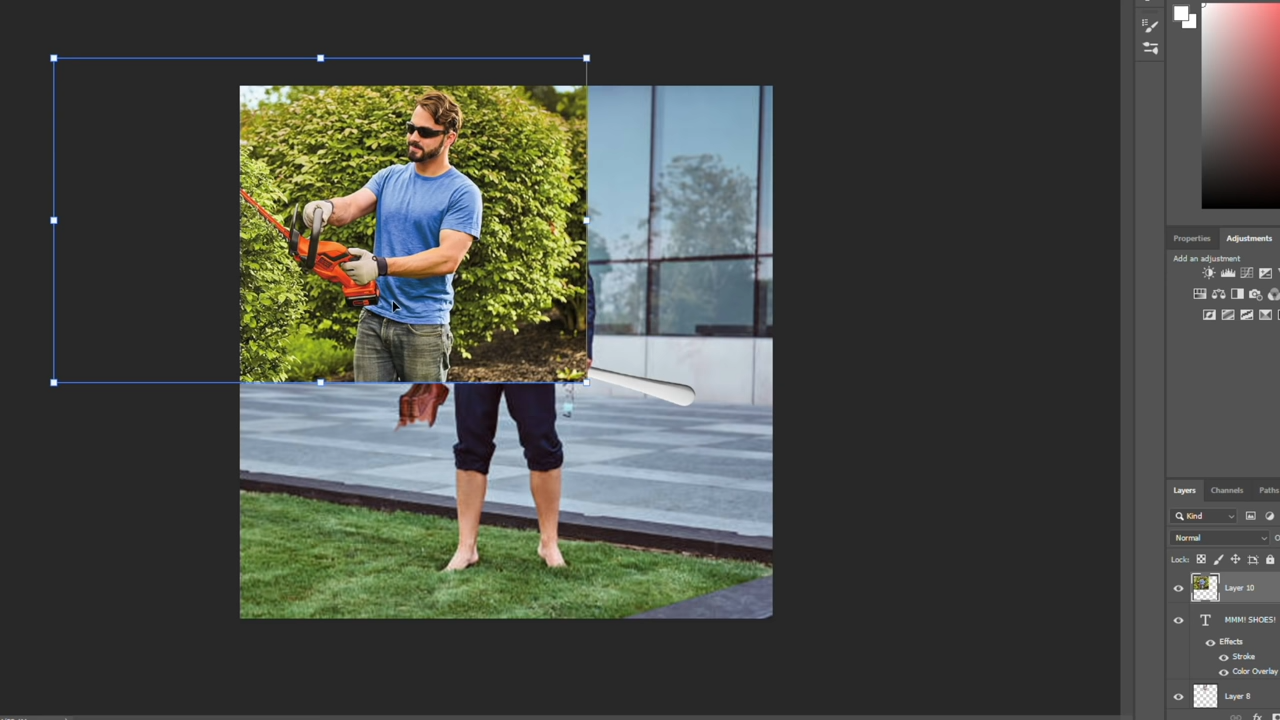 Properties Adjustments
Add an adjustment
Layers Channels Paths
Kind
Normal
Lock:
Layer 10
T MMM! SHOES!
Effects
Stroke
Color Overlay
Layer 8
fx